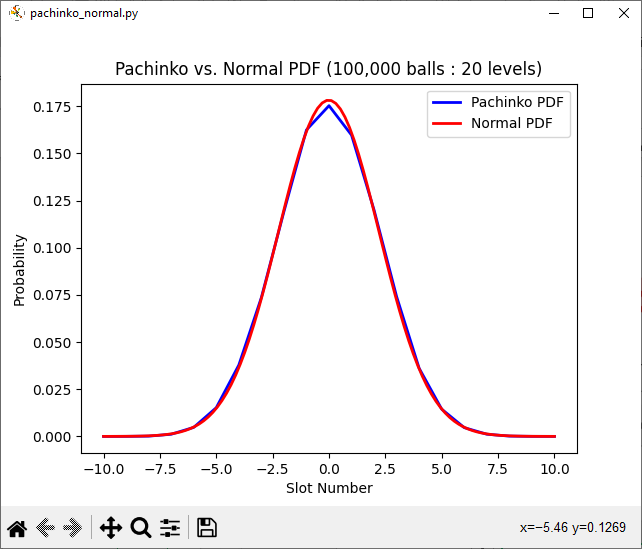 pachinko_normal.py
Pachinko vs. Normal PDF (100,000 balls : 20 levels)
Pachinko PDF
Normal PDF
0.175
0.150
0.125
0.100
0.075
0.050
0.025
0.000
Probability
−10.0 −7.5 −5.0 −2.5 0.0 2.5 5.0 7.5 10.0
Slot Number
x=−5.46 y=0.1269